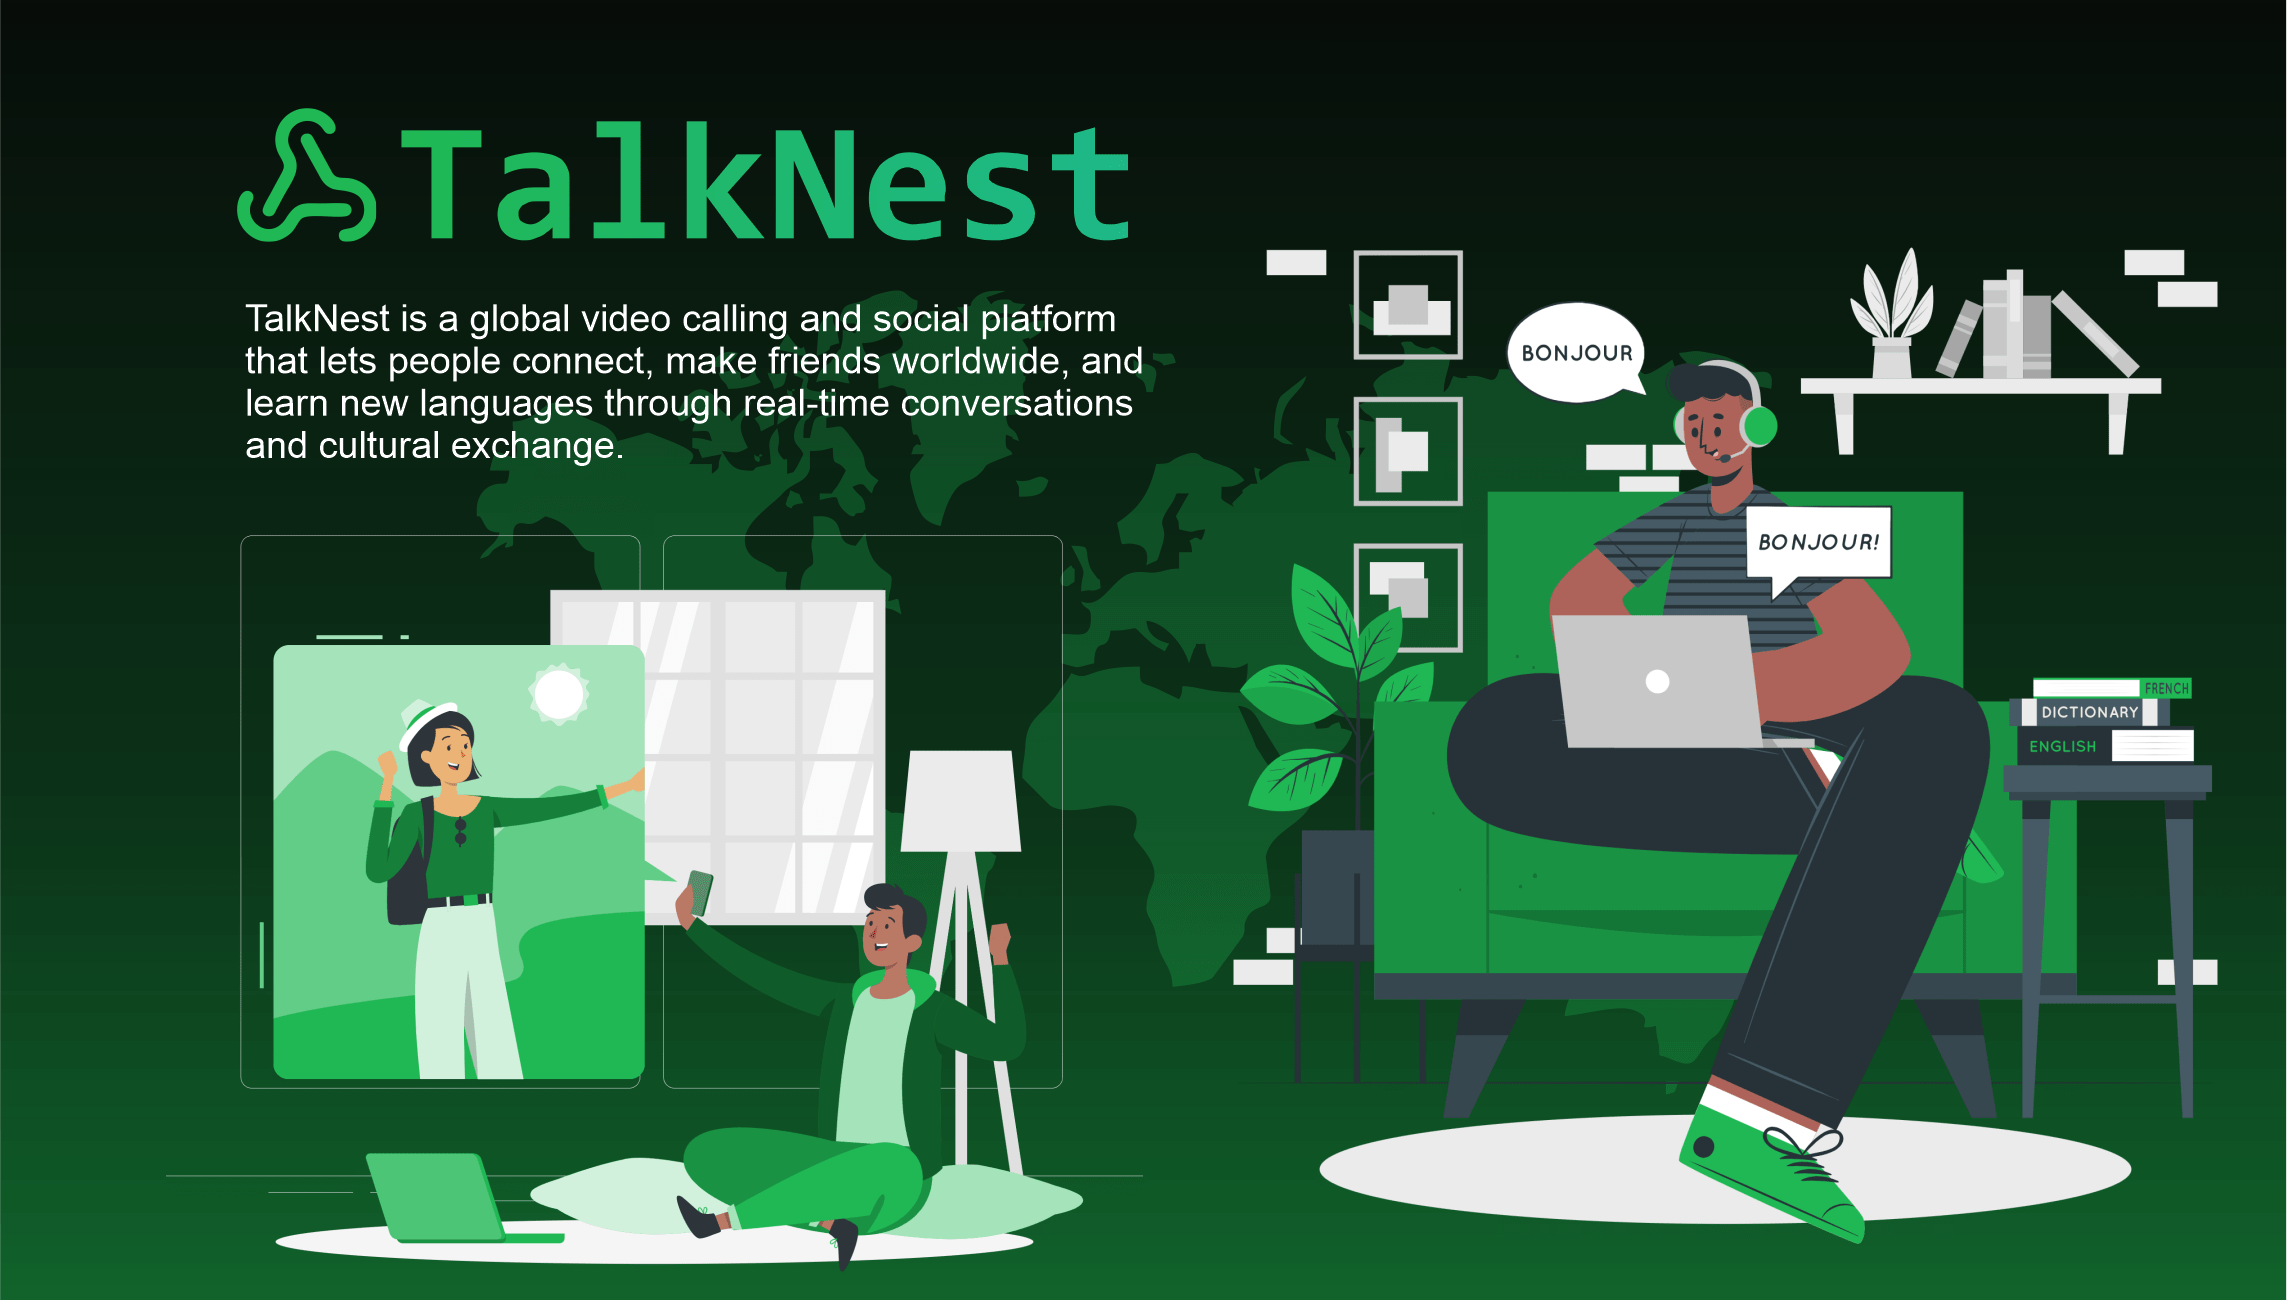 TalkNest
TalkNest is a global video calling and social platform
that lets people connect, make friends worldwide, and
learn new languages through real-time conversations
and cultural exchange.
BONJOUR
BONJOUR!
FRENCH
DICTIONARY
ENGLISH